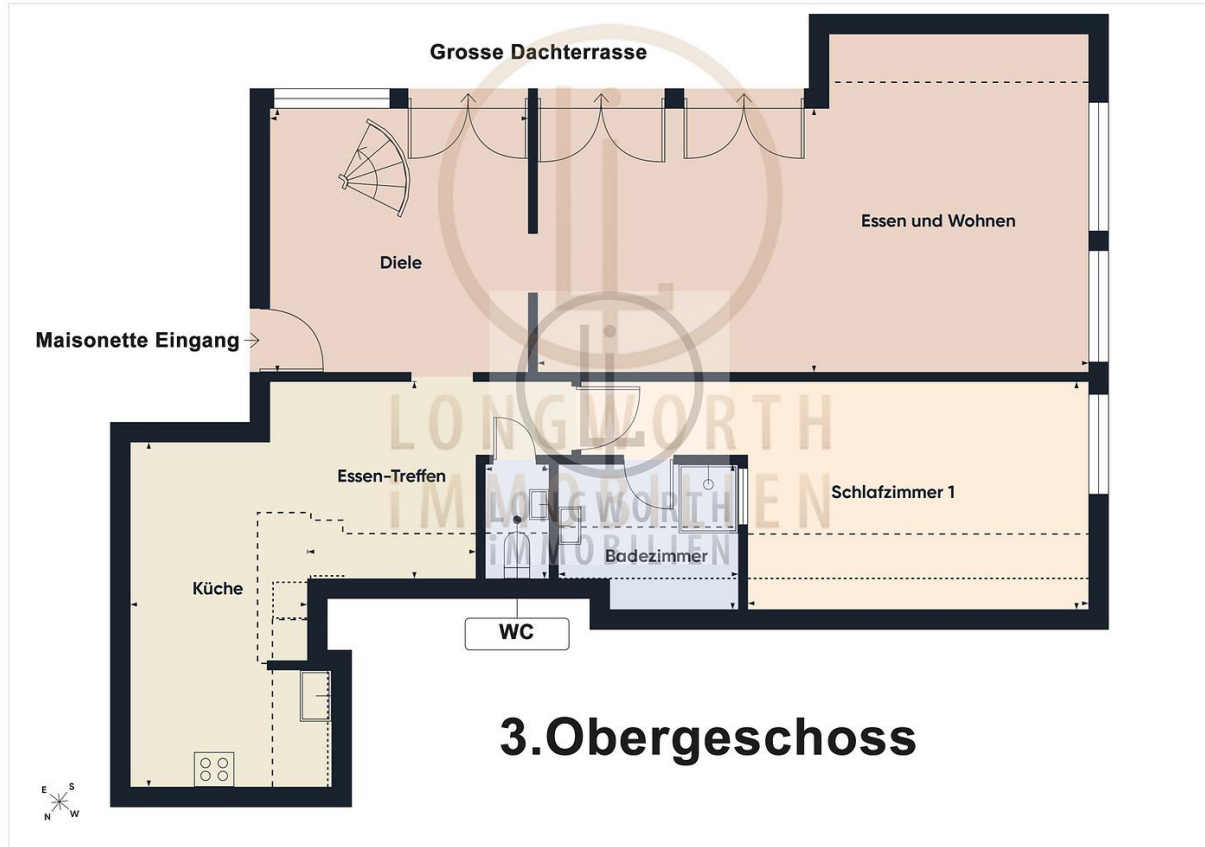 Grosse Dachterrasse
Essen und Wohnen
Diele
Maisonette Eingang
LONGWORTH
iMMOBILIEN
Essen-Treffen
Schlafzimmer 1
LONGWORTH
iMMOBILIEN
Badezimmer
Küche
WC
3.Obergeschoss
E S
N W